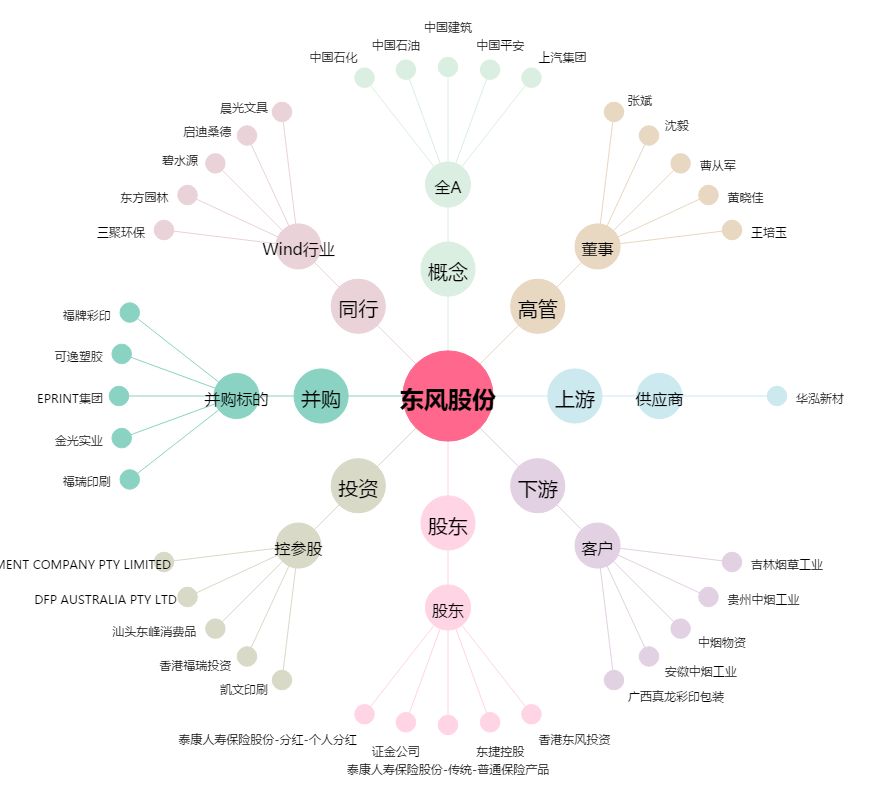 中国建筑
中国石油
中国平安
中国石化
上汽集团
张斌
晨光文具
沈毅
启迪桑德
碧水源
曹从军
全A
东方园林
黄晓佳
三聚环保
王培玉
Wind行业
董事
概念
同行
高管
福牌彩印
可逸塑胶
EPRINT集团
并购标的
并购
东风股份
上游
供应商
华泓新材
金光实业
福瑞印刷
投资
下游
股东
控参股
客户
MENT COMPANY PTY LIMITED
吉林烟草工业
DFP AUSTRALIA PTY LTD
贵州中烟工业
股东
汕头东峰消费品
中烟物资
香港福瑞投资
安徽中烟工业
凯文印刷
广西真龙彩印包装
泰康人寿保险股份-分红-个人分红
香港东风投资
证金公司
东捷控股
泰康人寿保险股份-传统-普通保险产品